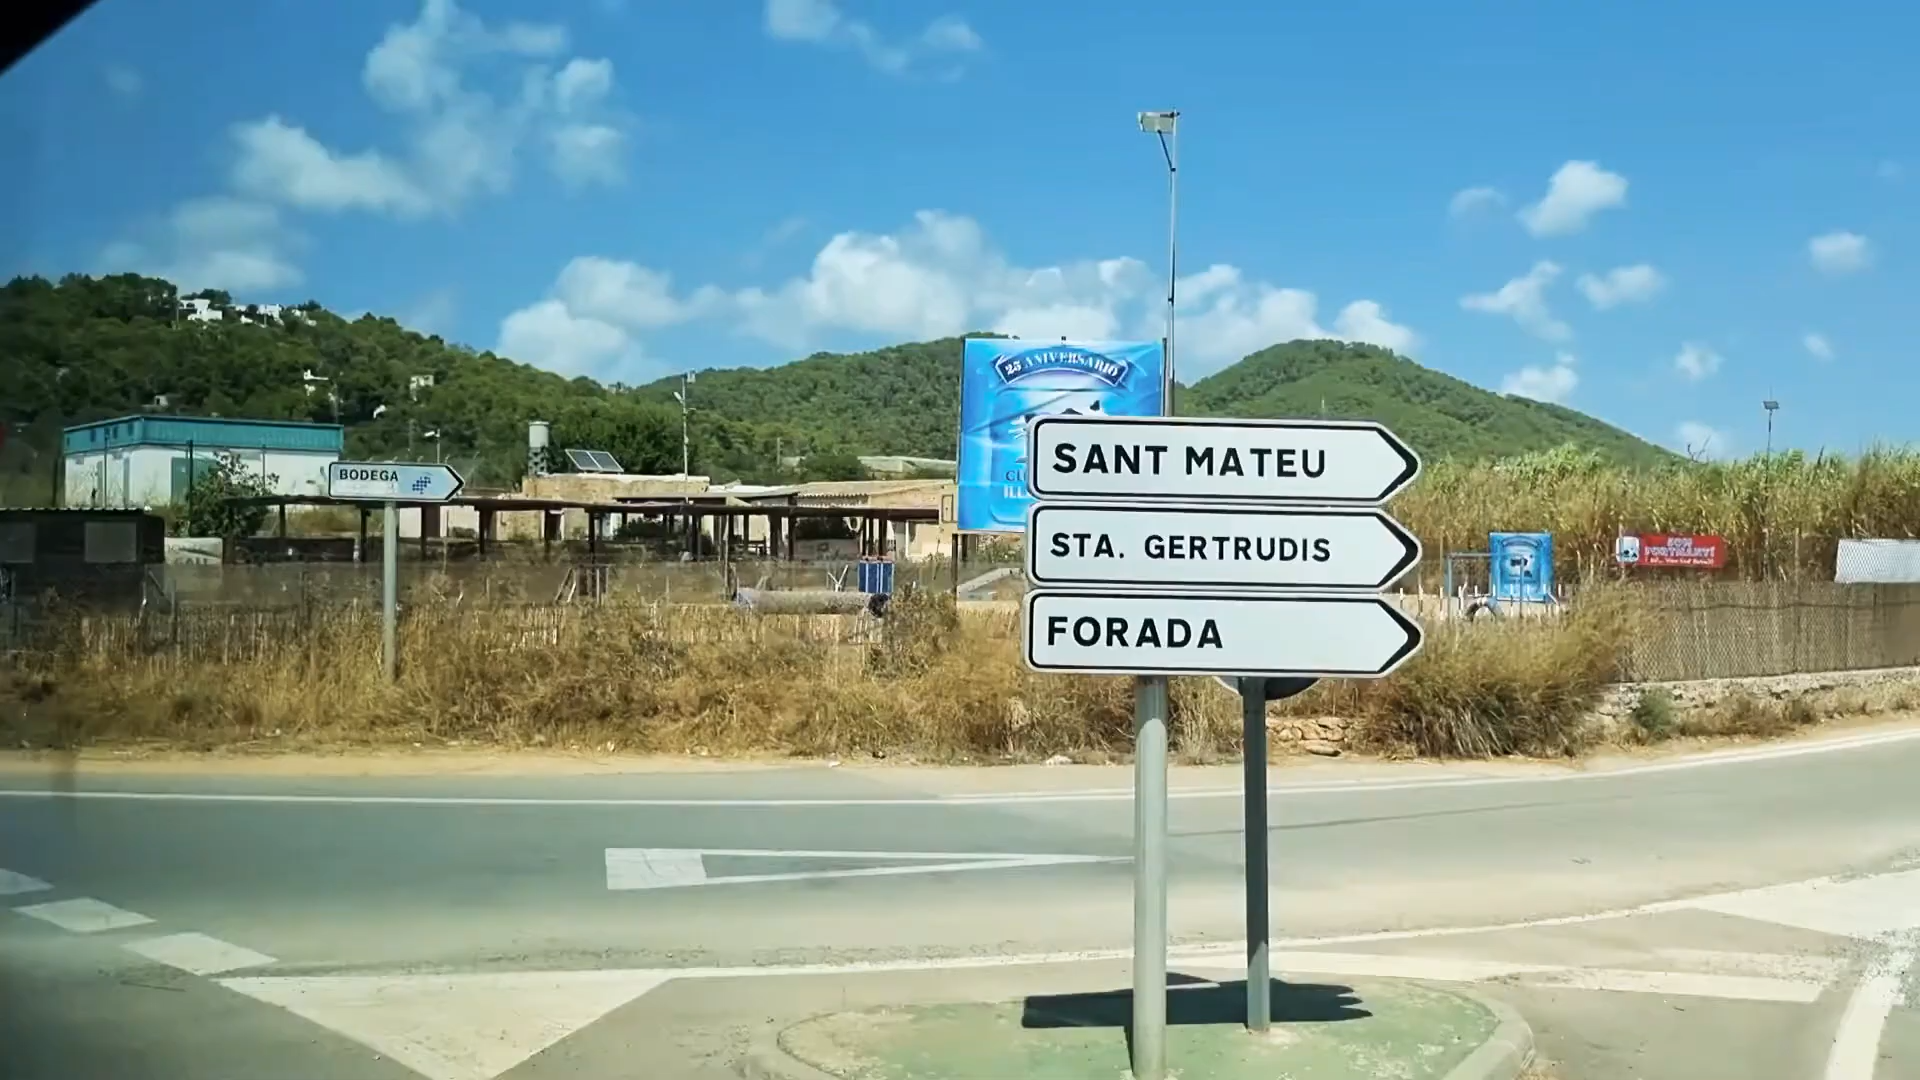 25 ANIVERSARIO
SANT MATEU
BODEGA
STA. GERTRUDIS
FORADA